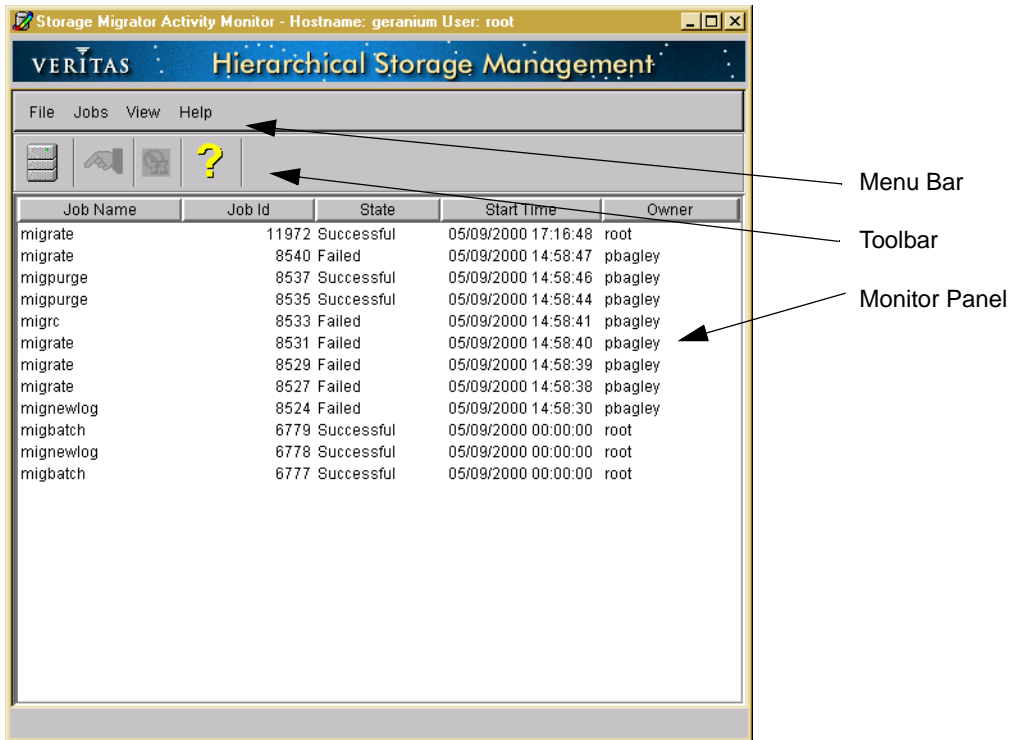 Storage Migrator Activity Monitor - Hostname: geranium User: root
VERITAS Hierarchical Storage Management
File Jobs View Help
Menu Bar
Toolbar
Monitor Panel
Job Name Job Id State Start Time Owner
migrate 11972 Successful 05/09/2000 17:16:48 root
migrate 8540 Failed 05/09/2000 14:58:47 pbagley
migpurge 8537 Successful 05/09/2000 14:58:46 pbagley
migpurge 8535 Successful 05/09/2000 14:58:44 pbagley
migrc 8533 Failed 05/09/2000 14:58:41 pbagley
migrate 8531 Failed 05/09/2000 14:58:40 pbagley
migrate 8529 Failed 05/09/2000 14:58:39 pbagley
migrate 8527 Failed 05/09/2000 14:58:38 pbagley
mignewlog 8524 Failed 05/09/2000 14:58:30 pbagley
migbatch 6779 Successful 05/09/2000 00:00:00 root
mignewlog 6778 Successful 05/09/2000 00:00:00 root
migbatch 6777 Successful 05/09/2000 00:00:00 root